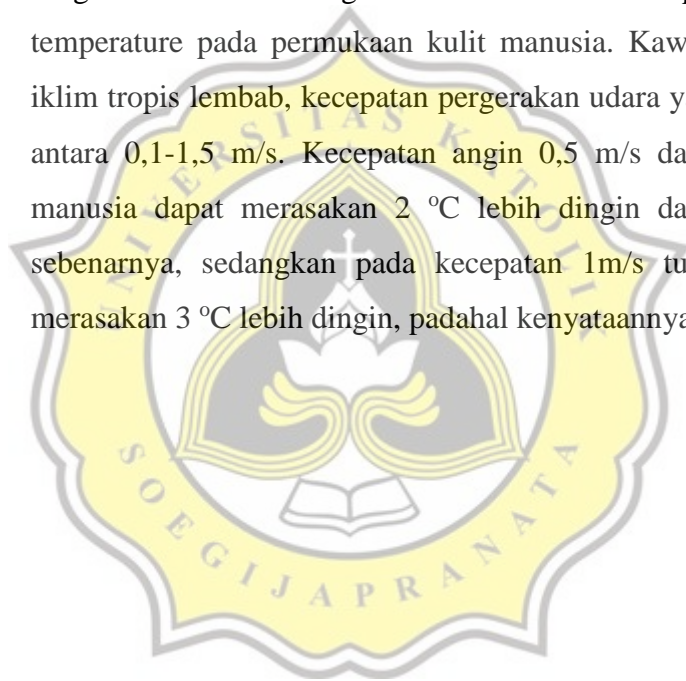 temperature pada permukaan kulit manusia. Kaw
iklim tropis lembab, kecepatan pergerakan udara y
antara 0,1-1,5 m/s. Kecepatan angin 0,5 m/s da
manusia dapat merasakan 2 °C lebih dingin da
sebenarnya, sedangkan pada kecepatan 1m/s tu
merasakan 3 °C lebih dingin, padahal kenyataannya
UNIVERSITAS KATOLIK
SOEGIJAPRANATA